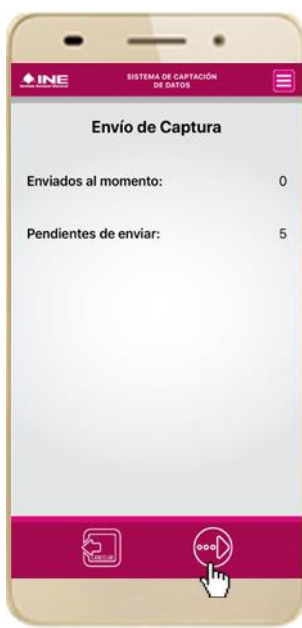 INE
SISTEMA DE CAPTACIÓN
DE DATOS
Envío de Captura
Enviados al momento: 0
Pendientes de enviar: 5